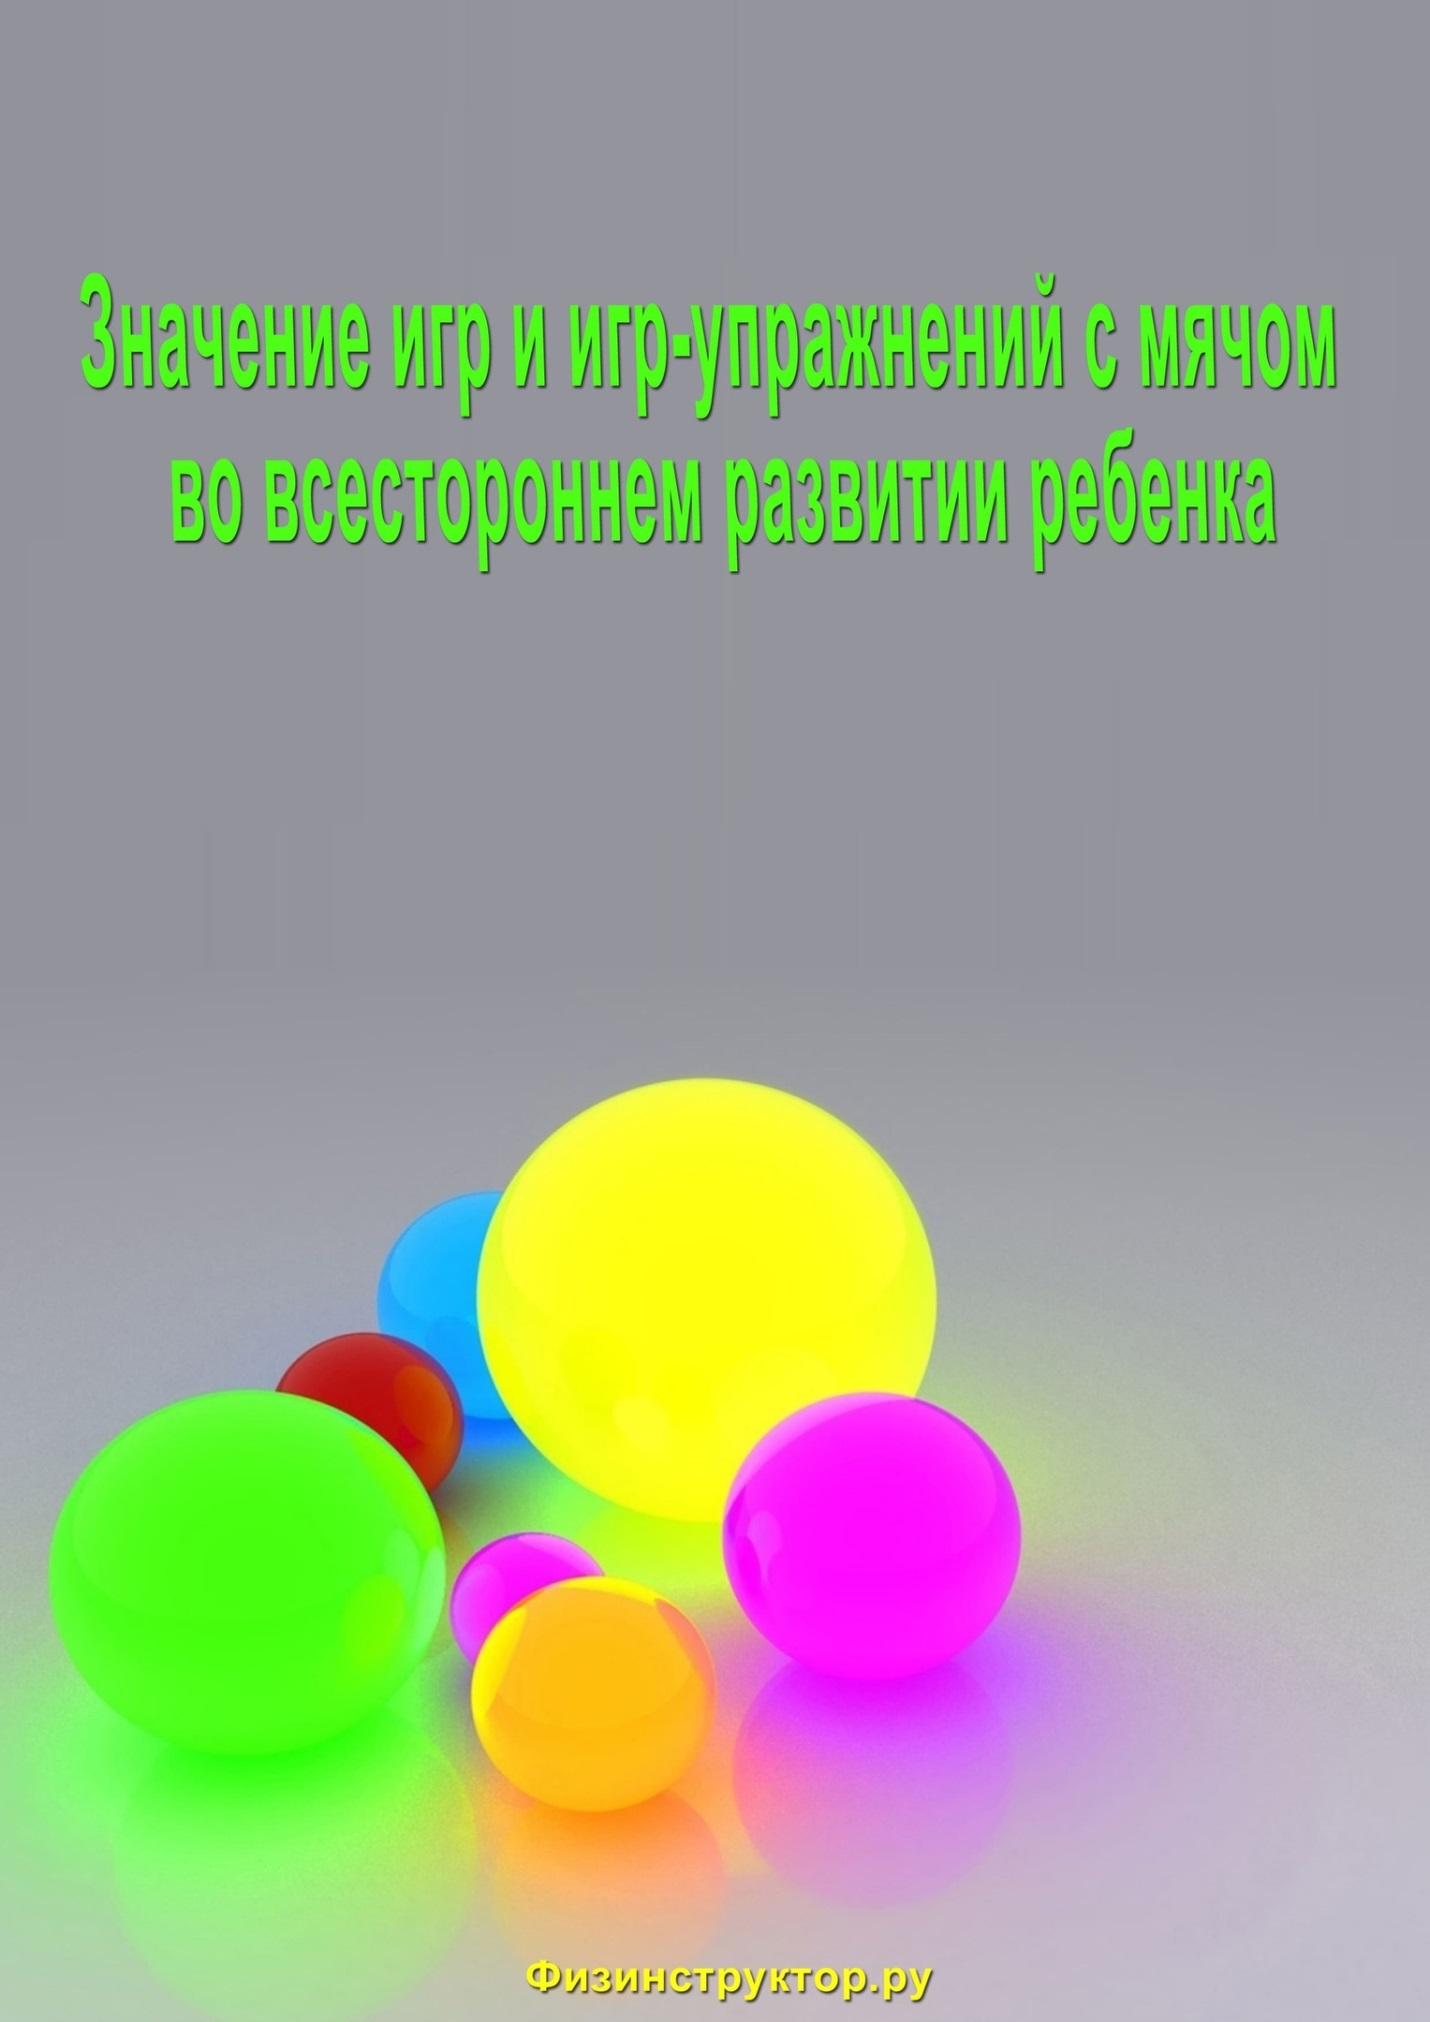 Значение игр и игр-упражнений с мячом
во всестороннем развитии ребенка
Физинструктор.ру